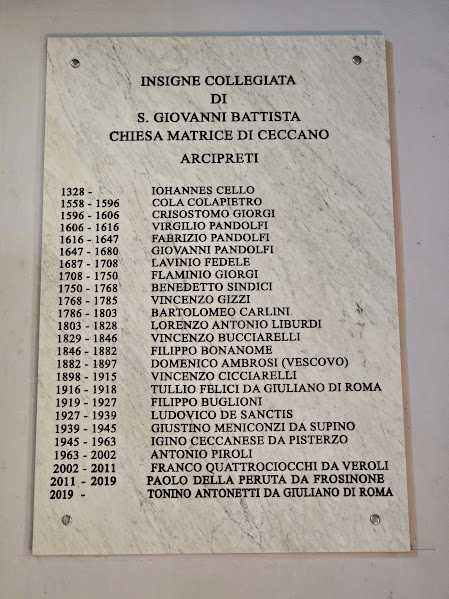 INSIGNE COLLEGIATA
DI
S. GIOVANNI BATTISTA
CHIESA MATRICE DI CECCANO
ARCIPRETI
1328 - IOHANNES CELLO
1558 - 1596 COLA COLAPIETRO
1596 - 1606 CRISOSTOMO GIORGI
1606 - 1616 VIRGILIO PANDOLFI
1616 - 1647 FABRIZIO PANDOLFI
1647 - 1680 GIOVANNI PANDOLFI
1687 - 1708 LAVINIO FEDELE
1708 - 1750 FLAMINIO GIORGI
1750 - 1768 BENEDETTO SINDICI
1768 - 1785 VINCENZO GIZZI
1786 - 1803 BARTOLOMEO CARLINI
1803 - 1828 LORENZO ANTONIO LIBURDI
1829 - 1846 VINCENZO BUCCIARELLI
1846 - 1882 FILIPPO BONANOME
1882 - 1897 DOMENICO AMBROSI (VESCOVO)
1898 - 1915 VINCENZO CICCIARELLI
1916 - 1918 TULLIO FELICI DA GIULIANO DI ROMA
1919 - 1927 FILIPPO BUGLIONI
1927 - 1939 LUDOVICO DE SANCTIS
1939 - 1945 GIUSTINO MENICONZI DA SUPINO
1945 - 1963 IGINO CECCANESE DA PISTERZO
1963 - 2002 ANTONIO PIROLI
2002 - 2011 FRANCO QUATTROCIOCCHI DA VEROLI
2011 - 2019 PAOLO DELLA PERUTA DA FROSINONE
2019 - TONINO ANTONETTI DA GIULIANO DI ROMA